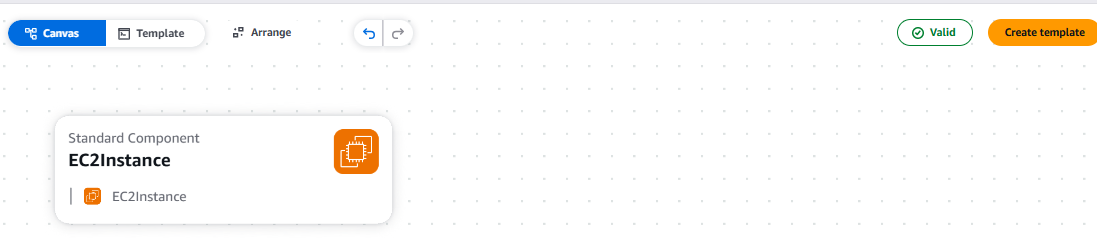 Canvas Template Arrange Valid Create template
Standard Component
EC2Instance
EC2Instance